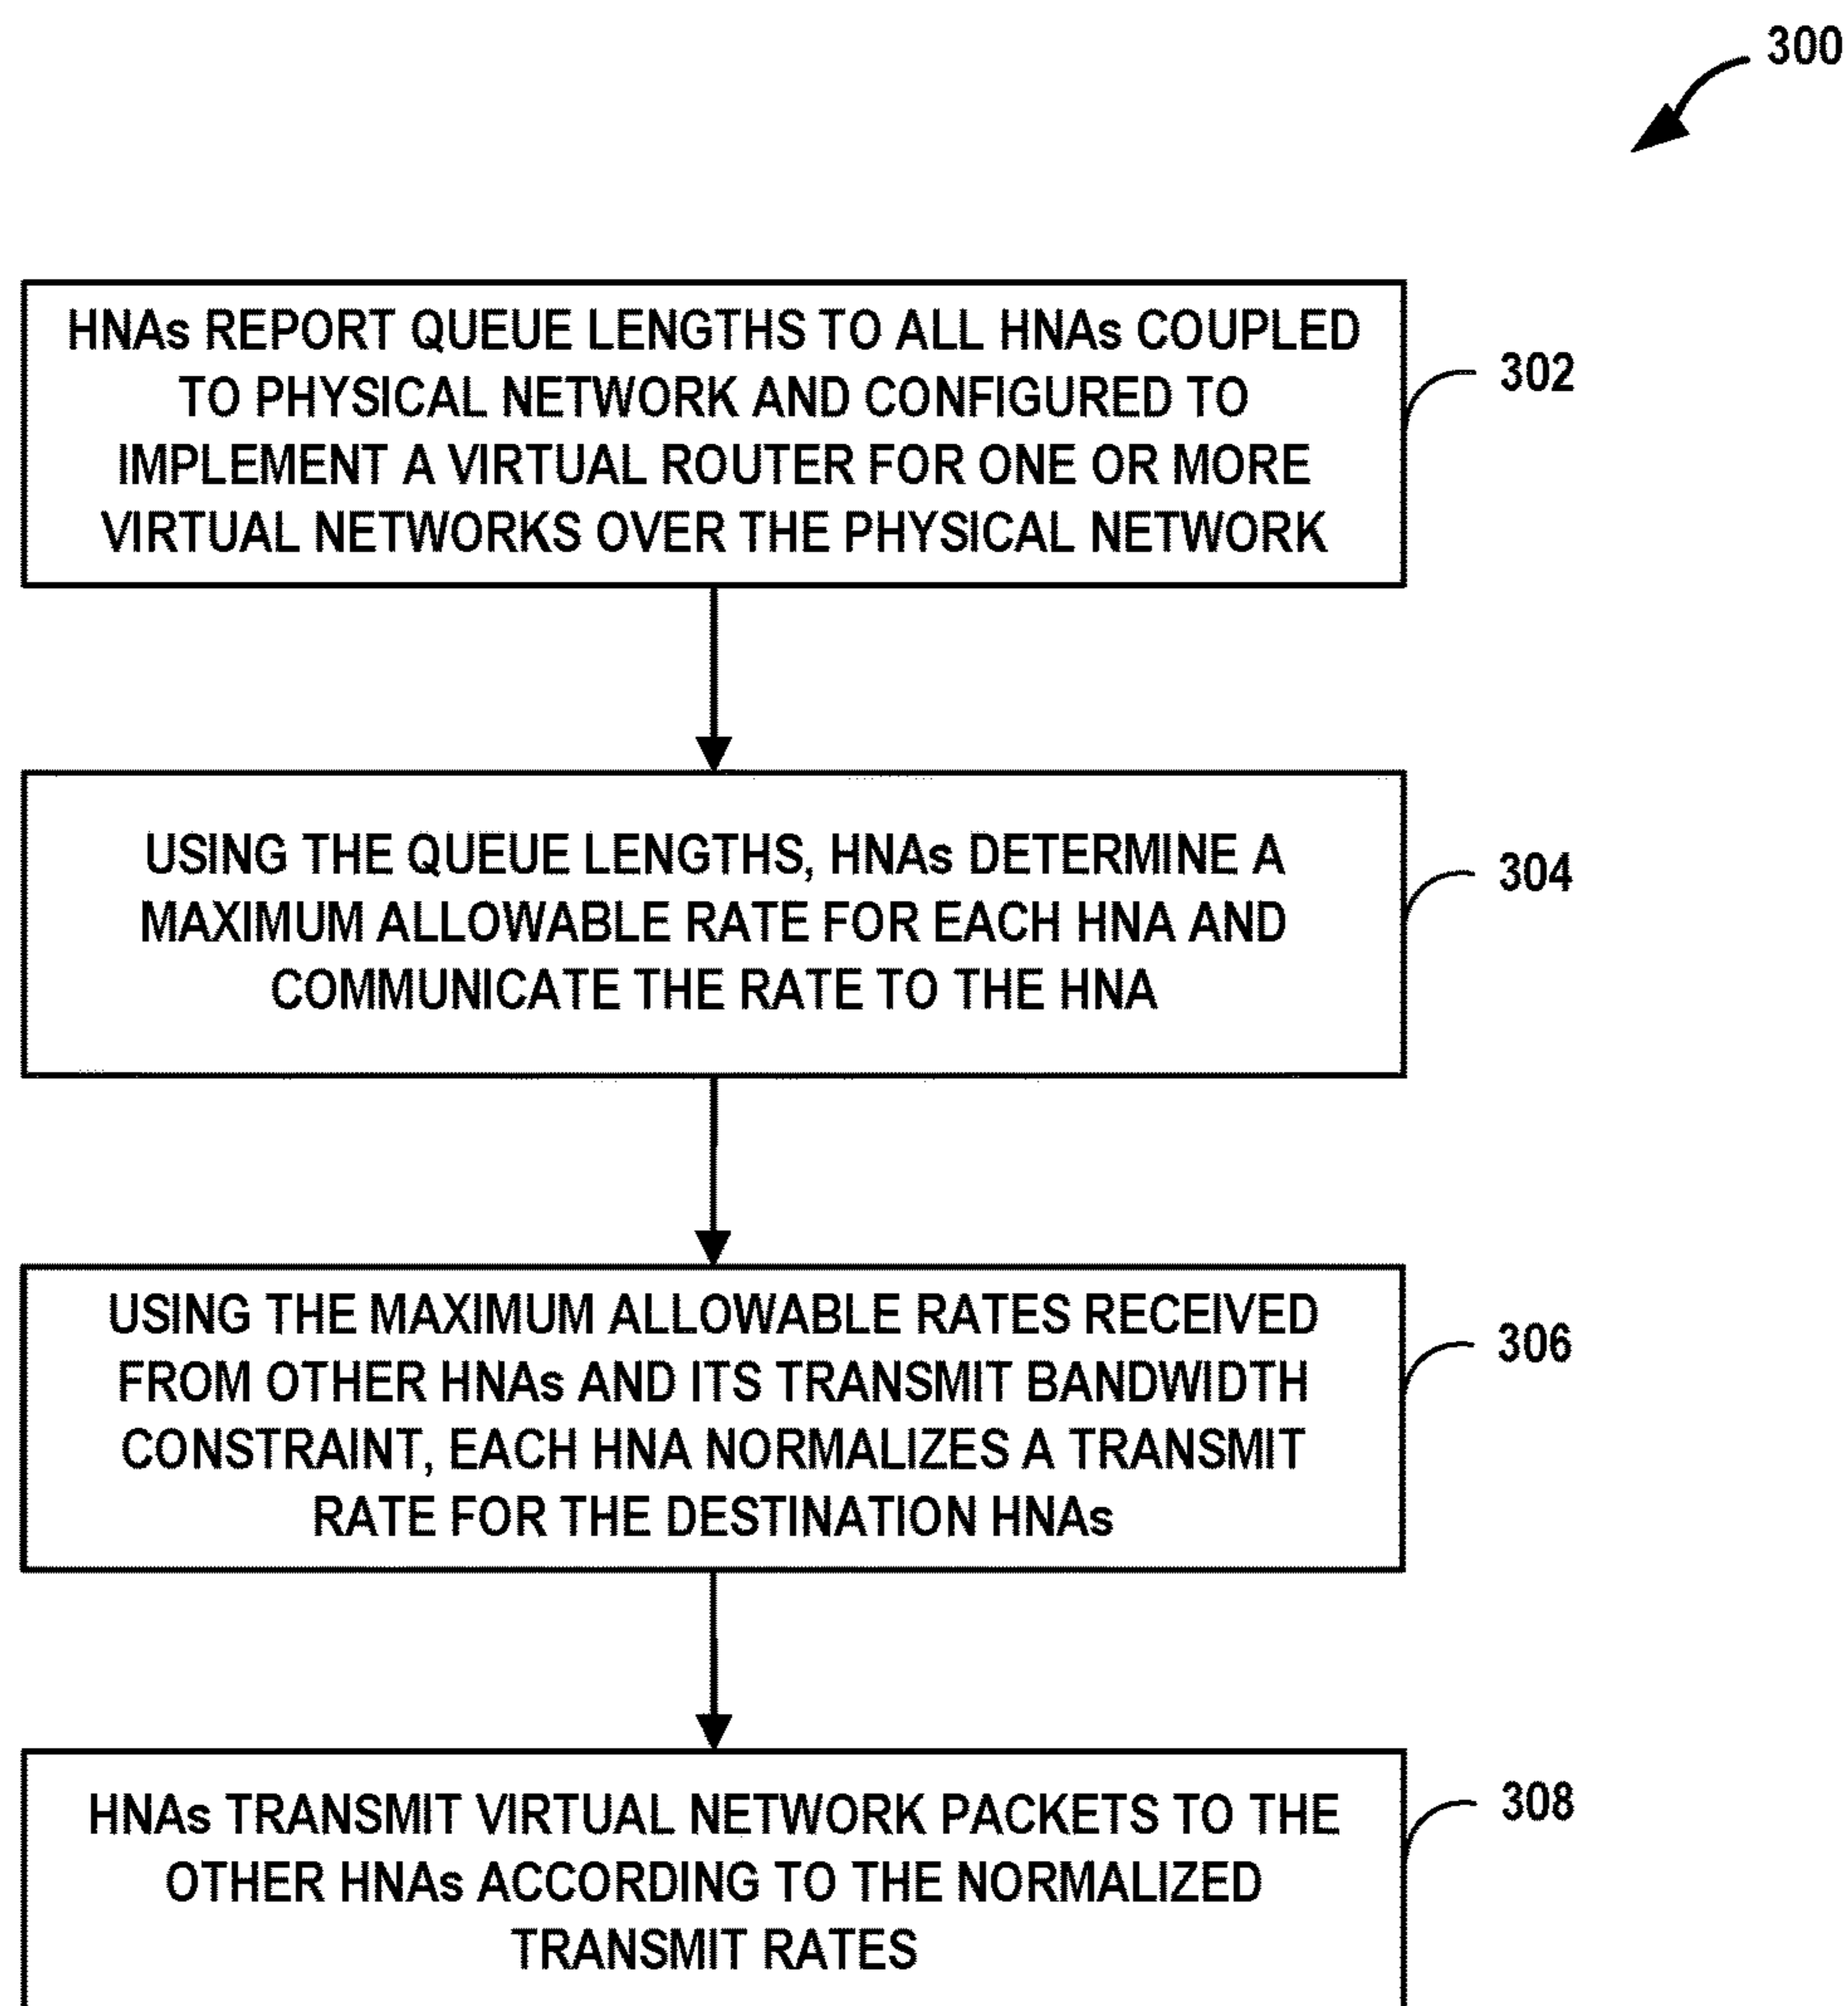 300
HNAs REPORT QUEUE LENGTHS TO ALL HNAs COUPLED
TO PHYSICAL NETWORK AND CONFIGURED TO
IMPLEMENT A VIRTUAL ROUTER FOR ONE OR MORE
VIRTUAL NETWORKS OVER THE PHYSICAL NETWORK
302
USING THE QUEUE LENGTHS, HNAs DETERMINE A
MAXIMUM ALLOWABLE RATE FOR EACH HNA AND
COMMUNICATE THE RATE TO THE HNA
304
USING THE MAXIMUM ALLOWABLE RATES RECEIVED
FROM OTHER HNAs AND ITS TRANSMIT BANDWIDTH
CONSTRAINT, EACH HNA NORMALIZES A TRANSMIT
RATE FOR THE DESTINATION HNAs
306
HNAs TRANSMIT VIRTUAL NETWORK PACKETS TO THE
OTHER HNAs ACCORDING TO THE NORMALIZED
TRANSMIT RATES
308